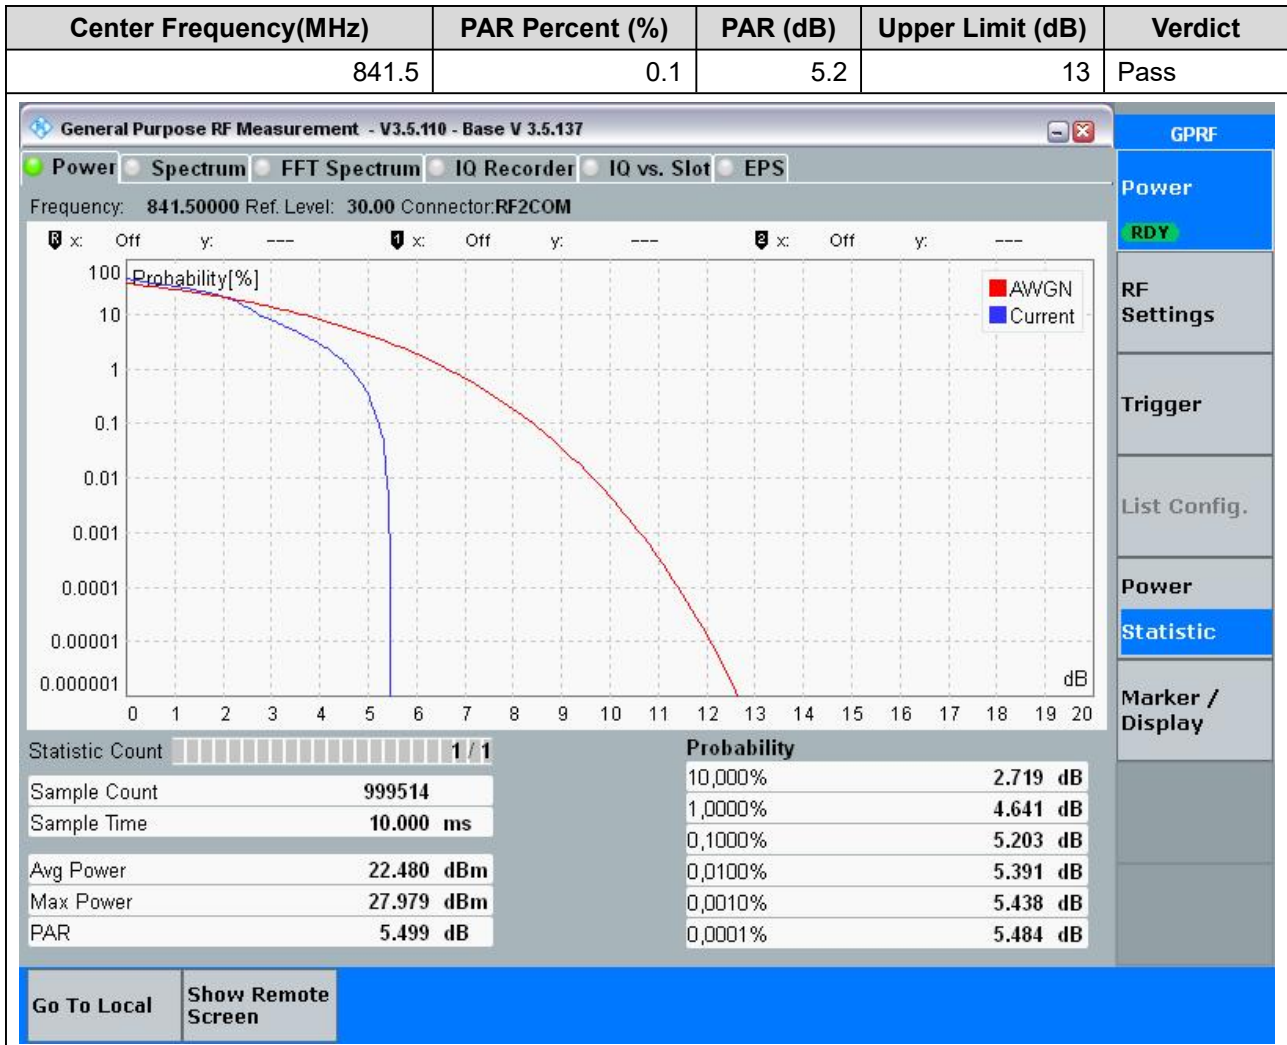 Center Frequency(MHz) PAR Percent (%) PAR (dB) Upper Limit (dB) Verdict
841.5 0.1 5.2 13 Pass
General Purpose RF Measurement - V3.5.110 - Base V 3.5.137
GPRF
Power Spectrum FFT Spectrum IQ Recorder IQ vs. Slot EPS
Power
RDY
Frequency: 841.50000 Ref. Level: 30.00 Connector:RF2COM
R x: Off y: --- 1 x: Off y: --- 2 x: Off y: ---
Probability[%]
AWGN
Current
100
10
1
0.1
0.01
0.001
0.0001
0.00001
0.000001
dB
0 1 2 3 4 5 6 7 8 9 10 11 12 13 14 15 16 17 18 19 20
RF
Settings
Trigger
List Config.
Power
Statistic
Marker /
Display
Statistic Count 1 / 1
Sample Count 999514
Sample Time 10.000 ms
Avg Power 22.480 dBm
Max Power 27.979 dBm
PAR 5.499 dB
Probability
10,000% 2.719 dB
1,0000% 4.641 dB
0,1000% 5.203 dB
0,0100% 5.391 dB
0,0010% 5.438 dB
0,0001% 5.484 dB
Go To Local
Show Remote
Screen